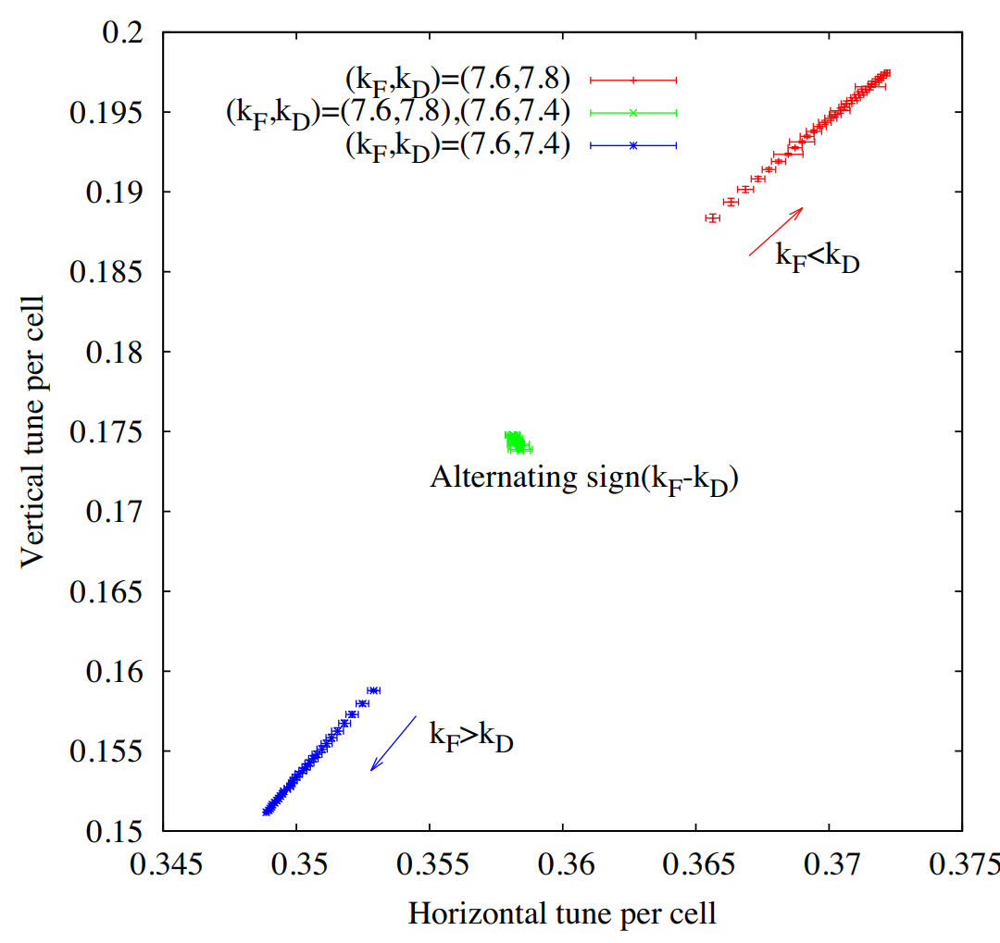 0.2
(kF,kD)=(7.6,7.8)
0.195
(kF,kD)=(7.6,7.8),(7.6,7.4)
(kF,kD)=(7.6,7.4)
0.19
0.185
kF<kD
0.18
0.175
Alternating sign(kF-kD)
0.17
Vertical tune per cell
0.165
0.16
kF>kD
0.155
0.15
0.345 0.35 0.355 0.36 0.365 0.37 0.375
Horizontal tune per cell